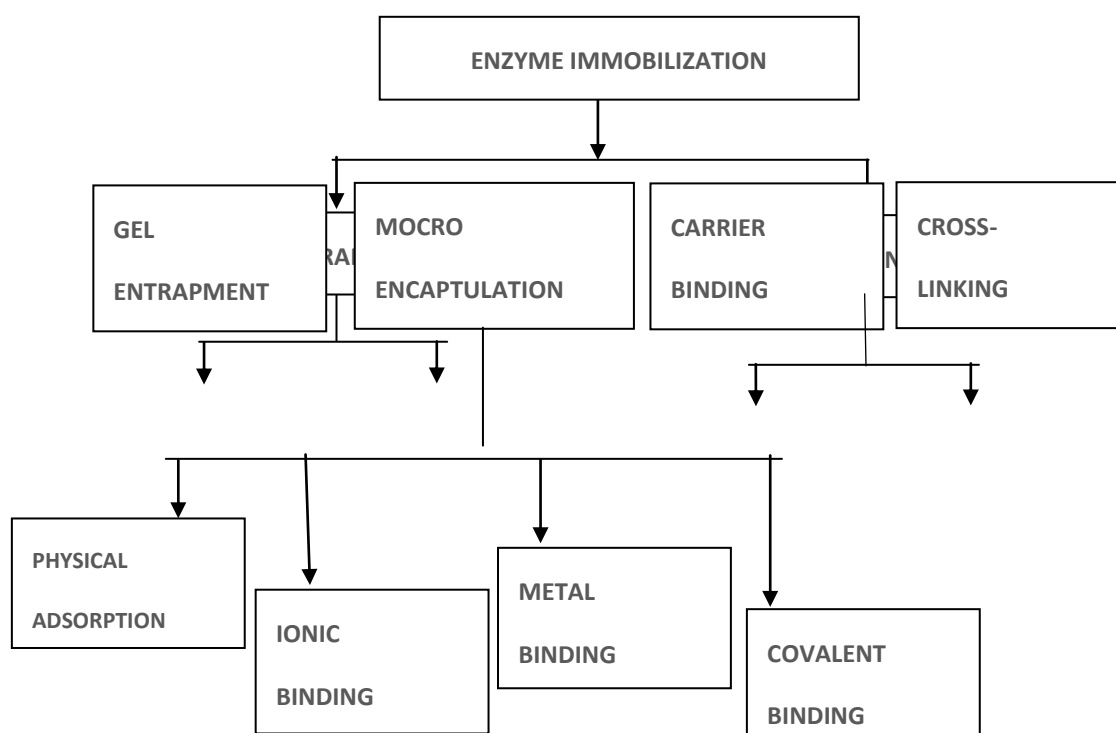 ENZYME IMMOBILIZATION
GEL
ENTRAPMENT
MOCRO
ENCAPTULATION
CARRIER
BINDING
CROSS-
LINKING
PHYSICAL
ADSORPTION
IONIC
BINDING
METAL
BINDING
COVALENT
BINDING